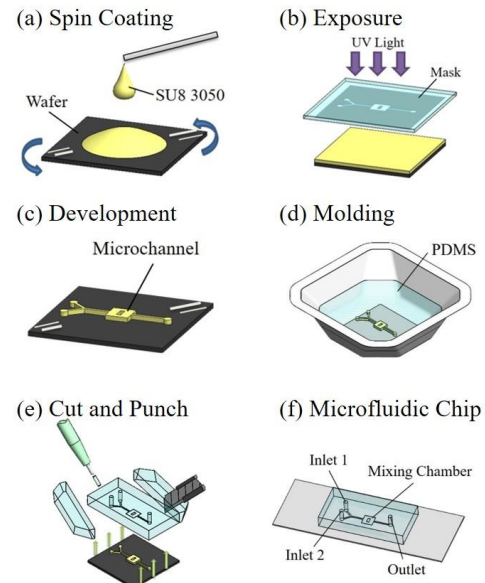 (a) Spin Coating
SU8 3050
Wafer
(b) Exposure
UV Light
Mask
(c) Development
Microchannel
(d) Molding
PDMS
(e) Cut and Punch
(f) Microfluidic Chip
Inlet 1
Mixing Chamber
Inlet 2
Outlet